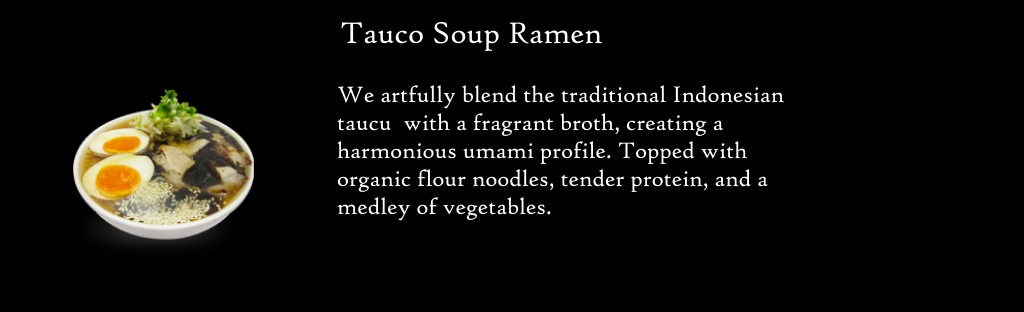 Tauco Soup Ramen
We artfully blend the traditional Indonesian
taucu  with a fragrant broth, creating a
harmonious umami profile. Topped with
organic flour noodles, tender protein, and a
medley of vegetables.